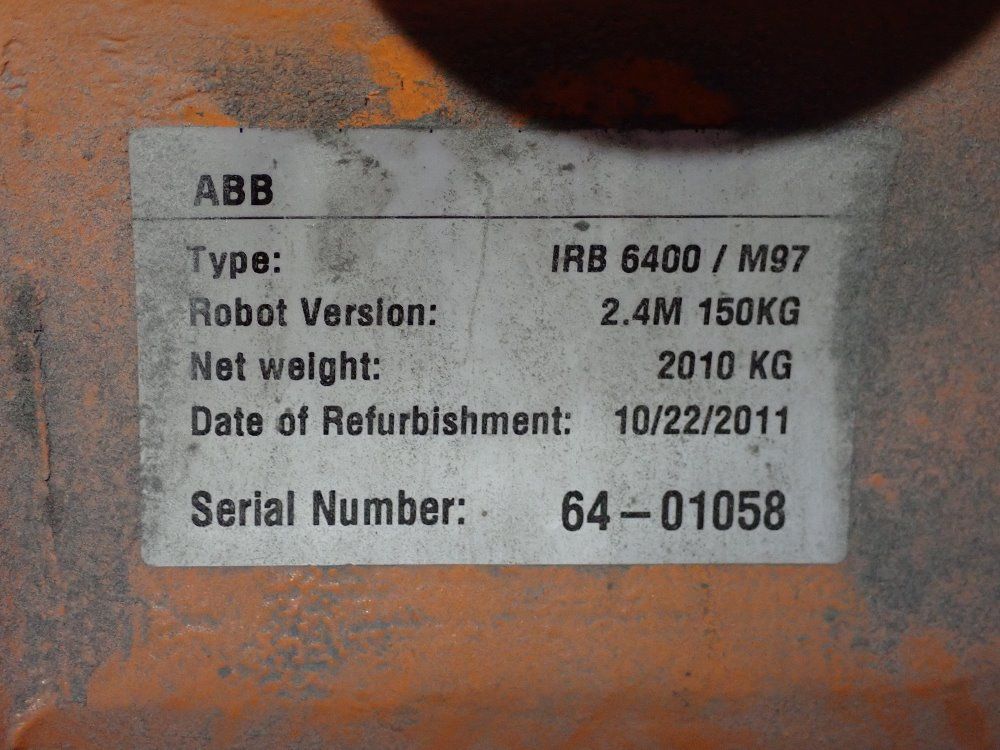 ABB
Type: IRB 6400 / M97
Robot Version: 2.4M 150KG
Net weight: 2010 KG
Date of Refurbishment: 10/22/2011
Serial Number: 64-01058